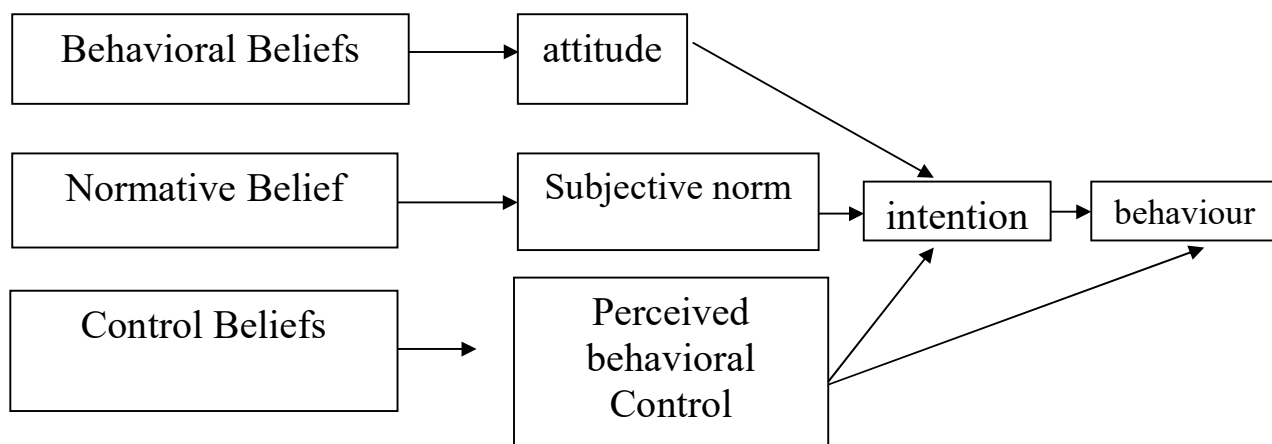 Behavioral Beliefs
attitude
Normative Belief
Subjective norm
intention
behaviour
Control Beliefs
Perceived
behavioral
Control